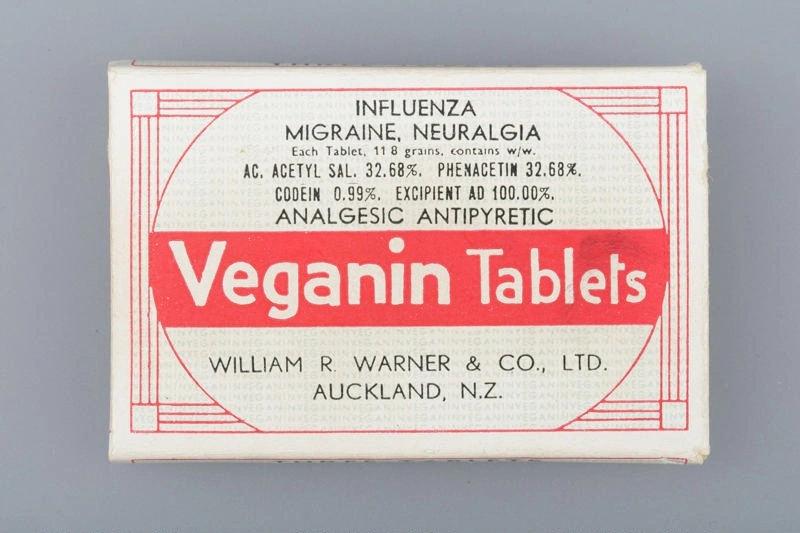 INFLUENZA
MIGRAINE, NEURALGIA
Each Tablet, 11 8 grains, contains w/w.
AC. ACETYL SAL. 32.68%. PHENACETIN 32.68%.
CODEIN 0.99%. EXCIPIENT AD 100.00%.
ANALGESIC ANTIPYRETIC
Veganin Tablets
WILLIAM R. WARNER & CO., LTD.
AUCKLAND, N.Z.